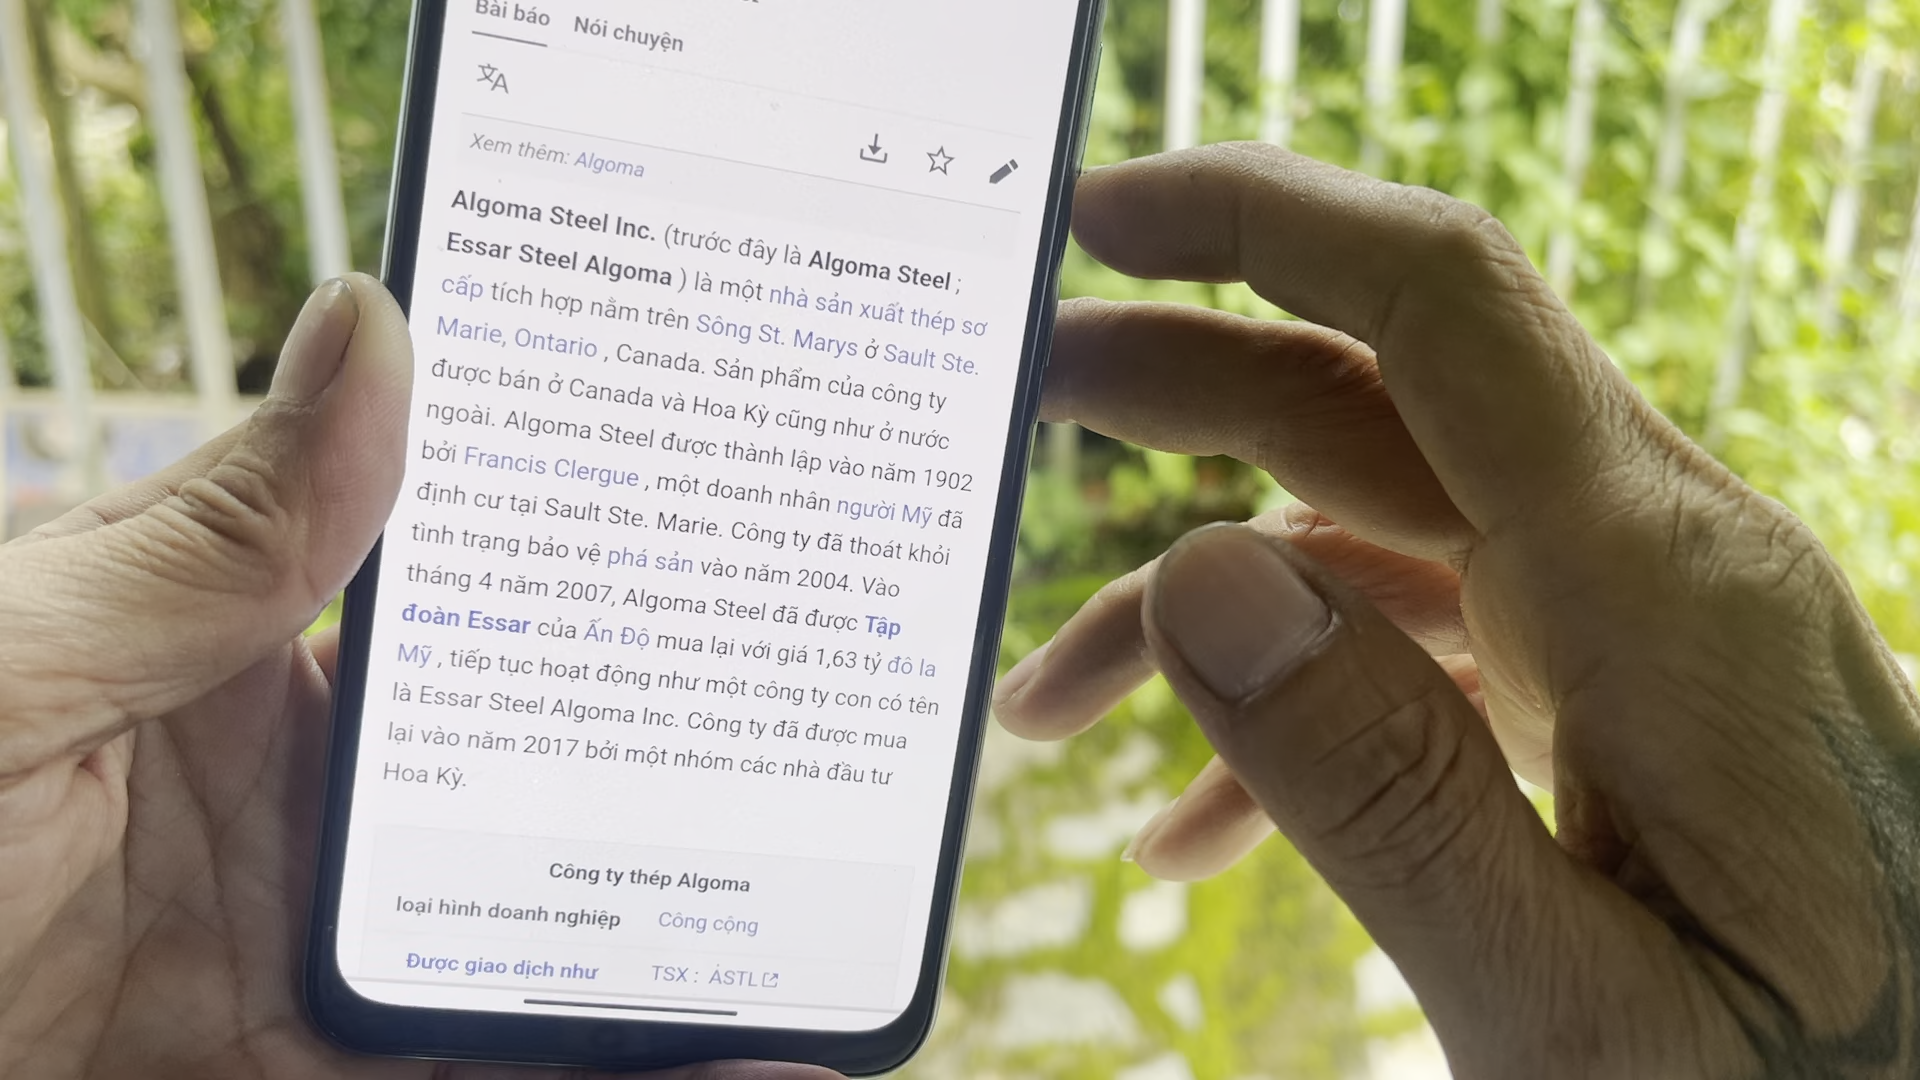 Bài báo Nói chuyện
Xem thêm: Algoma
Algoma Steel Inc. (trước đây là Algoma Steel ;
Essar Steel Algoma ) là một nhà sản xuất thép sơ
cấp tích hợp nằm trên Sông St. Marys ở Sault Ste.
Marie, Ontario , Canada. Sản phẩm của công ty
được bán ở Canada và Hoa Kỳ cũng như ở nước
ngoài. Algoma Steel được thành lập vào năm 1902
bởi Francis Clergue , một doanh nhân người Mỹ đã
định cư tại Sault Ste. Marie. Công ty đã thoát khỏi
tình trạng bảo vệ phá sản vào năm 2004. Vào
tháng 4 năm 2007, Algoma Steel đã được Tập
đoàn Essar của Ấn Độ mua lại với giá 1,63 tỷ đô la
Mỹ , tiếp tục hoạt động như một công ty con có tên
là Essar Steel Algoma Inc. Công ty đã được mua
lại vào năm 2017 bởi một nhóm các nhà đầu tư
Hoa Kỳ.
Công ty thép Algoma
loại hình doanh nghiệp Công cộng
Được giao dịch như TSX : ASTL